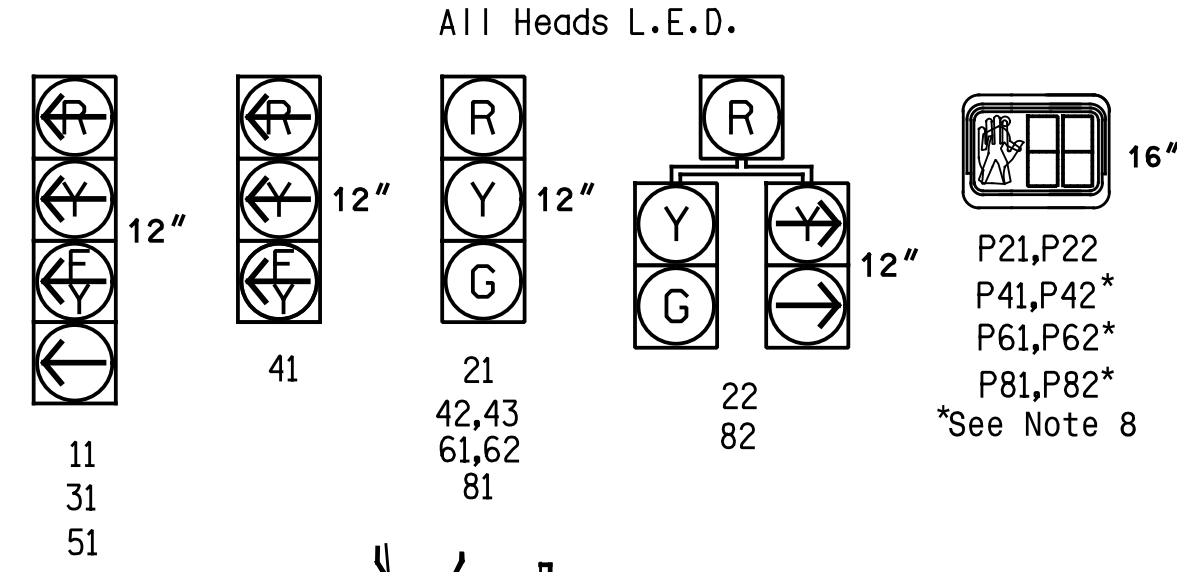 All Heads L.E.D.
R
Y
F
Y
12"
11
31
51
R
Y
F
Y
12"
41
R
Y
G
12"
21
42,43
61,62
81
R
Y
G
Y
12"
22
82
16"
P21,P22
P41,P42*
P61,P62*
P81,P82*
*See Note 8